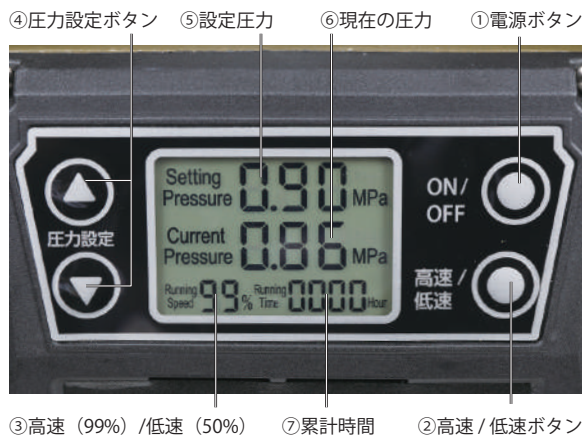 ④圧力設定ボタン ⑤設定圧力 ⑥現在の圧力 ①電源ボタン
Setting
Pressure 0.90 MPa
ON/
OFF
圧力設定
Current
Pressure 0.86 MPa
高速 /
低速
Running
Speed 99 % Running
Time 0000 Hour
③高速（99%）/低速（50%） ⑦累計時間 ②高速 / 低速ボタン